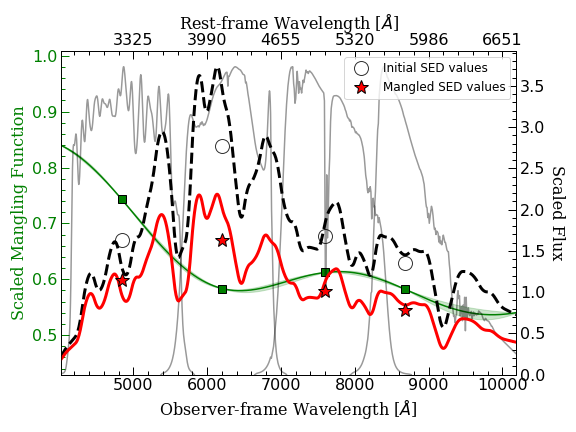 Rest-frame Wavelength [Å]
3325 3990 4655 5320 5986 6651
Initial SED values
Mangled SED values
Scaled Mangling Function
1.0
0.9
0.8
0.7
0.6
0.5
3.5
3.0
2.5
2.0
1.5
1.0
0.5
0.0
Scaled Flux
5000 6000 7000 8000 9000 10000
Observer-frame Wavelength [Å]